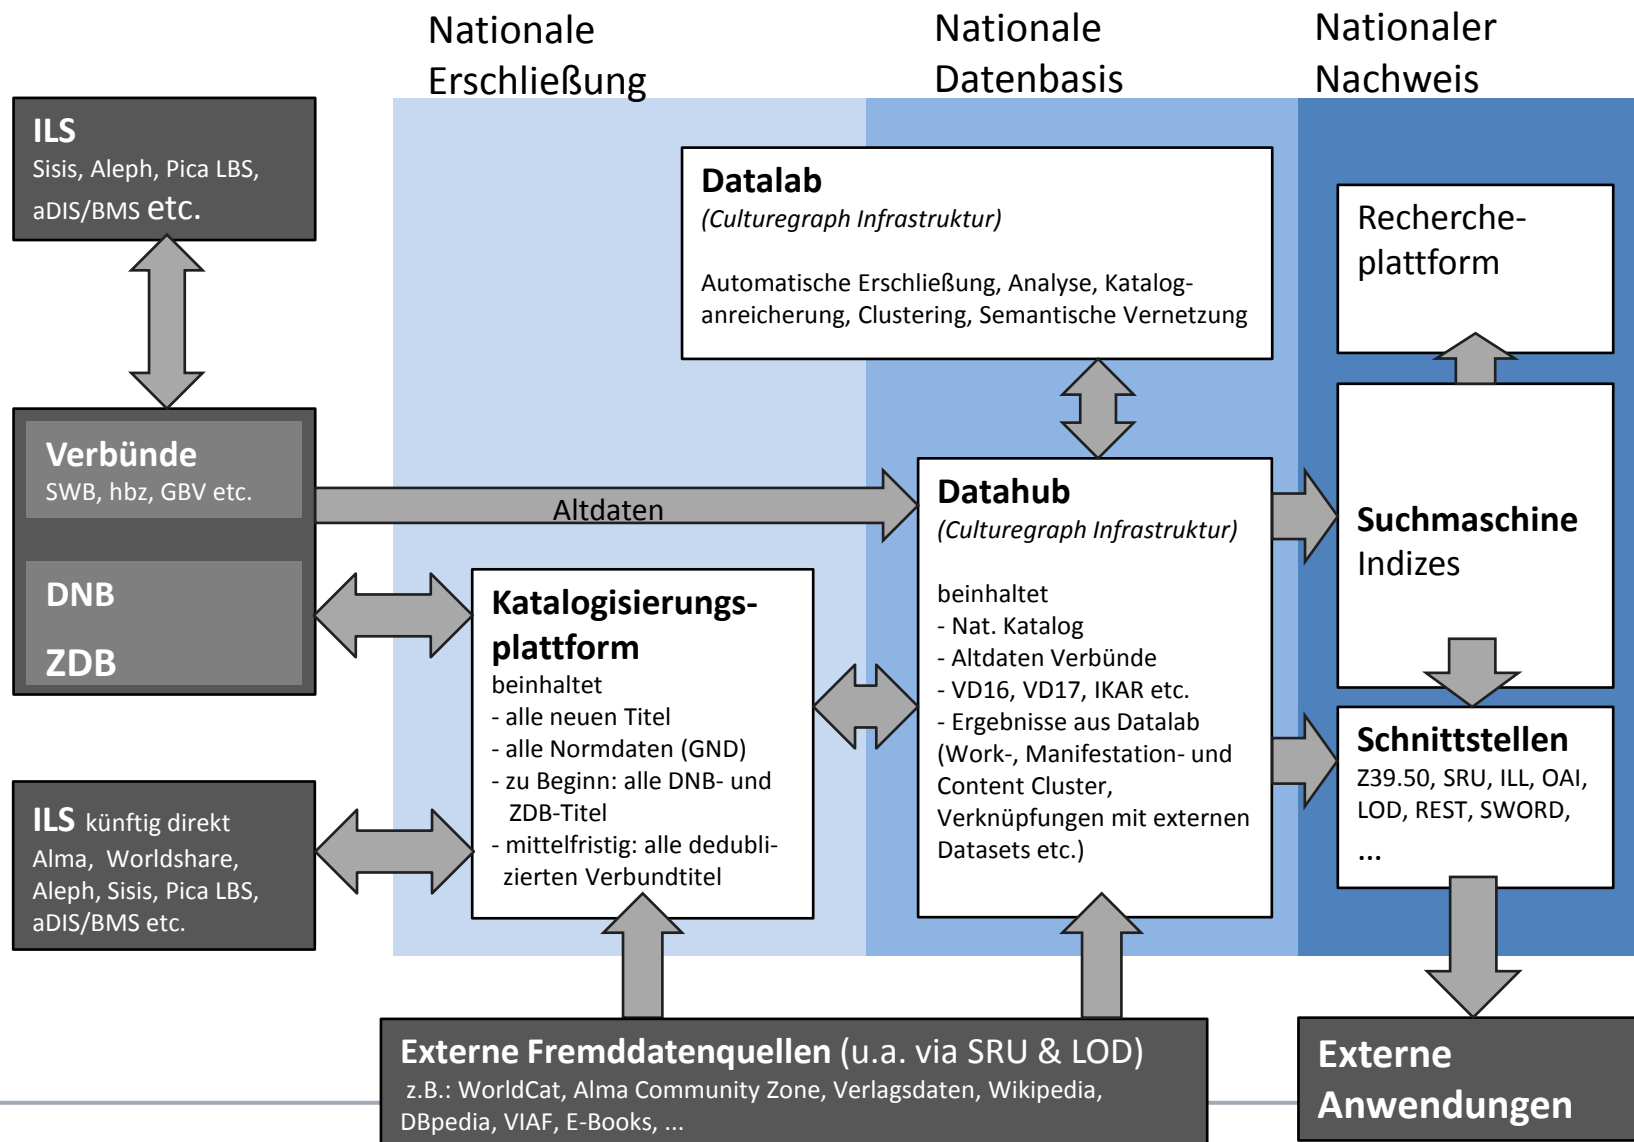 Nationale
Erschließung
Nationale
Datenbasis
Nationaler
Nachweis
ILS
Sisis, Aleph, Pica LBS,
aDIS/BMS etc.
Datalab
(Culturegraph Infrastruktur)
Automatische Erschließung, Analyse, Katalog-
anreicherung, Clustering, Semantische Vernetzung
Recherche-
plattform
Verbünde
SWB, hbz, GBV etc.
DNB
ZDB
Altdaten
Datahub
(Culturegraph Infrastruktur)
beinhaltet
- Nat. Katalog
- Altdaten Verbünde
- VD16, VD17, IKAR etc.
- Ergebnisse aus Datalab
(Work-, Manifestation- und
Content Cluster,
Verknüpfungen mit externen
Datasets etc.)
Suchmaschine
Indizes
Katalogisierungs-
plattform
beinhaltet
- alle neuen Titel
- alle Normdaten (GND)
- zu Beginn: alle DNB- und
ZDB-Titel
- mittelfristig: alle dedubli-
zierten Verbundtitel
Schnittstellen
Z39.50, SRU, ILL, OAI,
LOD, REST, SWORD,
...
ILS künftig direkt
Alma, Worldshare,
Aleph, Sisis, Pica LBS,
aDIS/BMS etc.
Externe Fremddatenquellen (u.a. via SRU & LOD)
z.B.: WorldCat, Alma Community Zone, Verlagsdaten, Wikipedia,
DBpedia, VIAF, E-Books, ...
Externe
Anwendungen